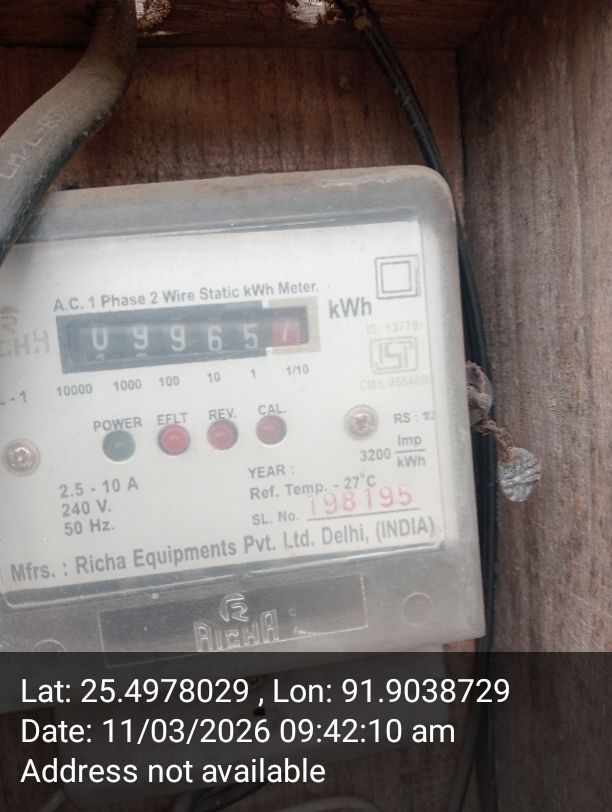 A.C. 1 Phase 2 Wire Static kWh Meter.
0 9 9 6 5 7 kWh
10000 1000 100 10 1 1/10
IS: 13779
POWER EFLT REV. CAL.
3200 Imp/kWh
2.5 - 10 A
240 V.
50 Hz.
YEAR :
Ref. Temp. - 27°C
SL. No. 198195
Mfrs. : Richa Equipments Pvt. Ltd. Delhi, (INDIA)
RICHA
Lat: 25.4978029 , Lon: 91.9038729
Date: 11/03/2026 09:42:10 am
Address not available